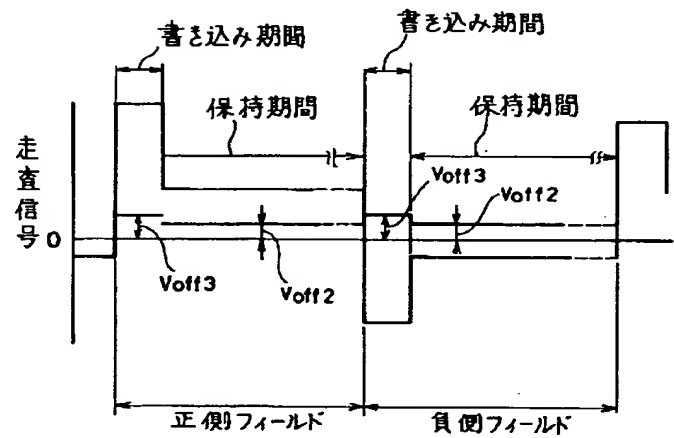 書き込み期間
書き込み期間
保持期間
保持期間
走査信号
0
Voff3
Voff2
Voff3
Voff2
正側フィールド
負側フィールド